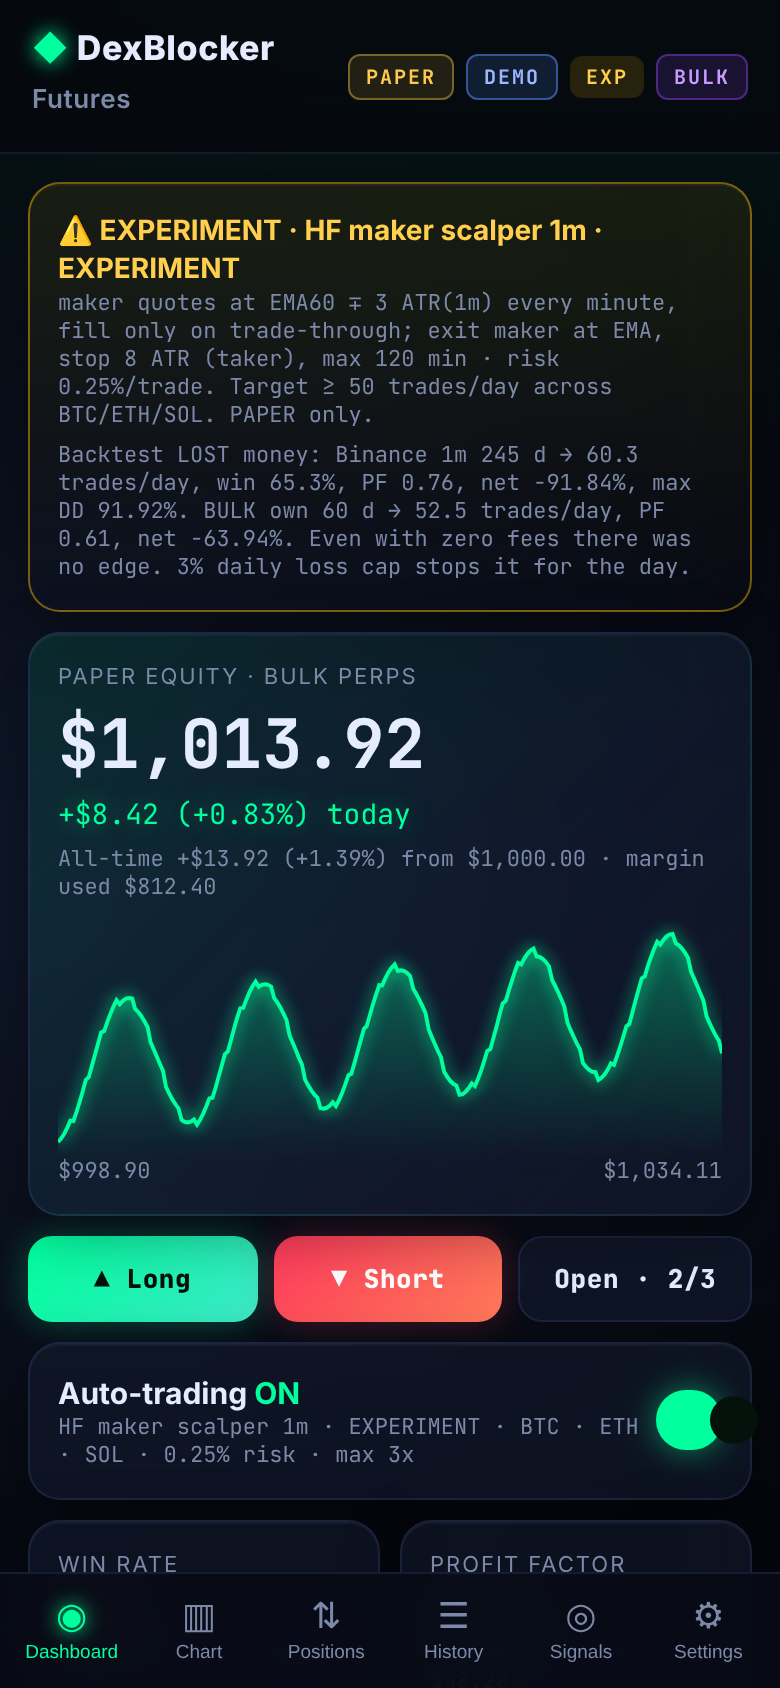 DexBlocker
Futures
PAPER
DEMO
EXP
BULK
⚠️ EXPERIMENT · HF maker scalper 1m ·
EXPERIMENT
maker quotes at EMA60 ∓ 3 ATR(1m) every minute,
fill only on trade-through; exit maker at EMA,
stop 8 ATR (taker), max 120 min · risk
0.25%/trade. Target ≥ 50 trades/day across
BTC/ETH/SOL. PAPER only.
Backtest LOST money: Binance 1m 245 d → 60.3
trades/day, win 65.3%, PF 0.76, net -91.84%, max
DD 91.92%. BULK own 60 d → 52.5 trades/day, PF
0.61, net -63.94%. Even with zero fees there was
no edge. 3% daily loss cap stops it for the day.
PAPER EQUITY · BULK PERPS
$1,013.92
+$8.42 (+0.83%) today
All-time +$13.92 (+1.39%) from $1,000.00 · margin
used $812.40
$998.90
$1,034.11
▲ Long
▼ Short
Open · 2/3
Auto-trading ON
HF maker scalper 1m · EXPERIMENT · BTC · ETH
· SOL · 0.25% risk · max 3x
WIN RATE
PROFIT FACTOR
Dashboard
Chart
Positions
History
Signals
Settings